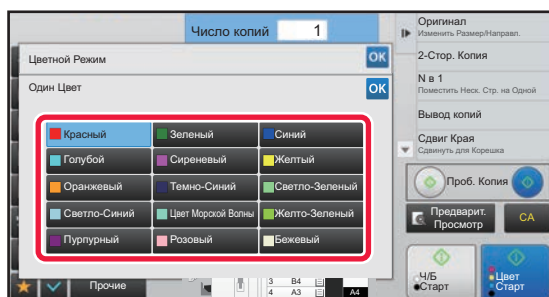 Число копий 1
Цветной Режим OK
Один Цвет OK
Красный Зеленый Синий
Голубой Сиреневый Желтый
Оранжевый Темно-Синий Светло-Зеленый
Светло-Синий Цвет Морской Волны Желто-Зеленый
Пурпурный Розовый Бежевый
Прочие
3 B4
4 A3
A4
Оригинал
Изменить Размер/Направл.
2-Стор. Копия
N в 1
Поместить Неск. Стр. на Одной
Вывод копий
Сдвиг Края
Сдвинуть для Корешка
Проб. Копия
Предварит.
Просмотр
CA
Ч/Б
Старт
Цвет
Старт